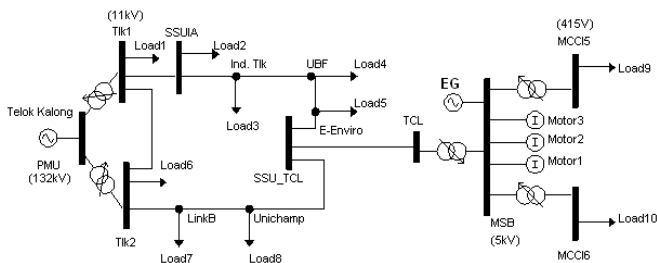 (11kV)
Tlk1
SSUIA
Load1
Load2
Ind. Tlk
UBF
Load4
Load3
Load5
E-Enviro
Telok Kalong
PMU
(132kV)
SSU_TCL
TCL
EG
(415V)
MCCI5
Load9
Motor3
Motor2
Motor1
MSB
(5kV)
Load6
Tlk2
LinkB
Unichamp
Load7
Load8
Load10
MCCI6
I
I
I